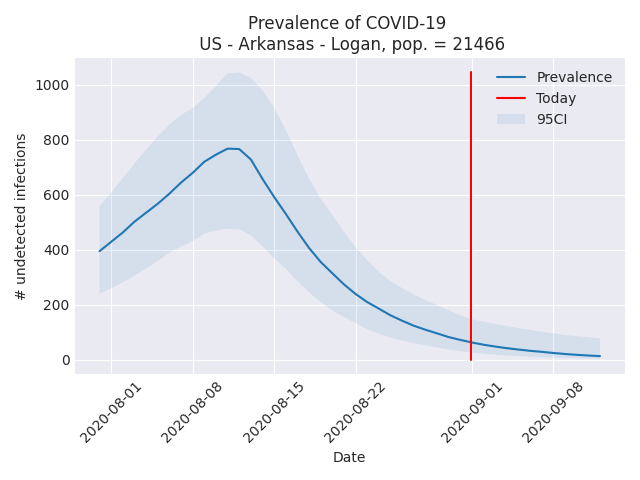 Prevalence of COVID-19
US - Arkansas - Logan, pop. = 21466
Prevalence
Today
95CI
# undetected infections
1000
800
600
400
200
0
2020-08-01
2020-08-08
2020-08-15
2020-08-22
2020-09-01
2020-09-08
Date